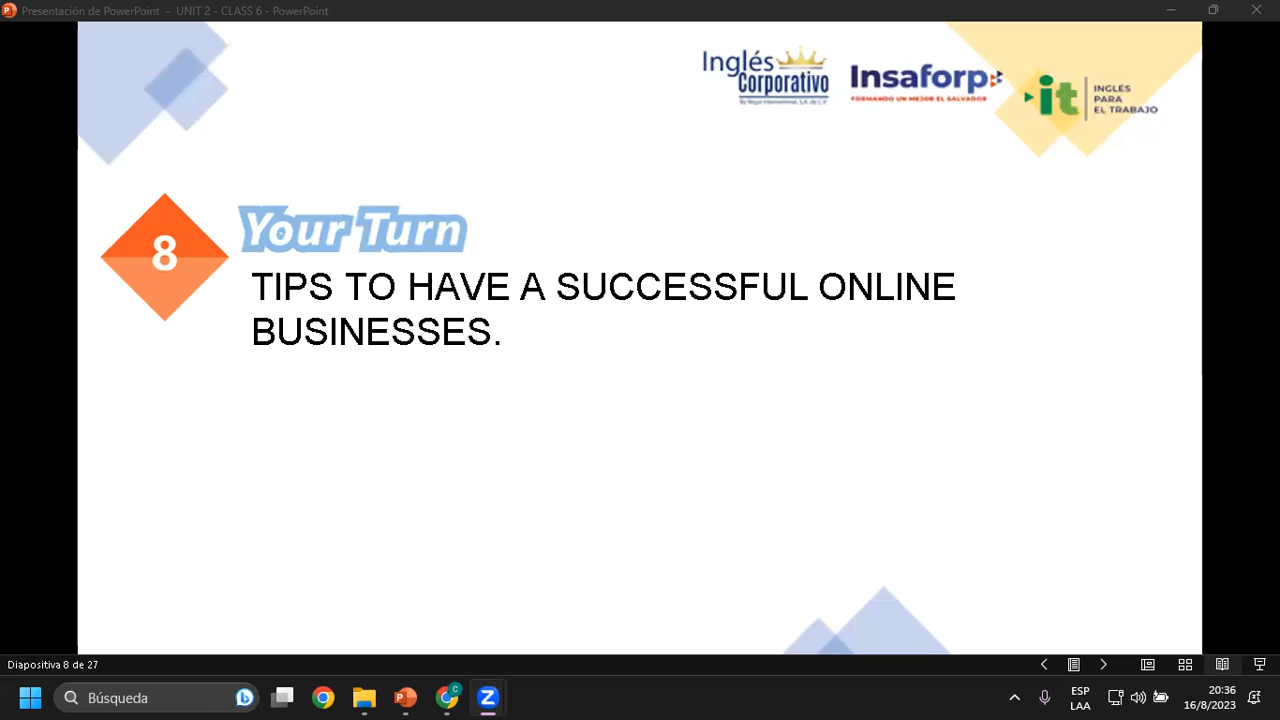 Presentación de PowerPoint - UNIT 2 - CLASS 6 - PowerPoint
Inglés
Corporativo
Insaforp
FORMANDO UN MEJOR EL SALVADOR
it
INGLÉS
PARA
EL TRABAJO
8
Your Turn
TIPS TO HAVE A SUCCESSFUL ONLINE
BUSINESSES.
Diapositiva 8 de 27
Búsqueda
C
ESP
LAA
20:36
16/8/2023